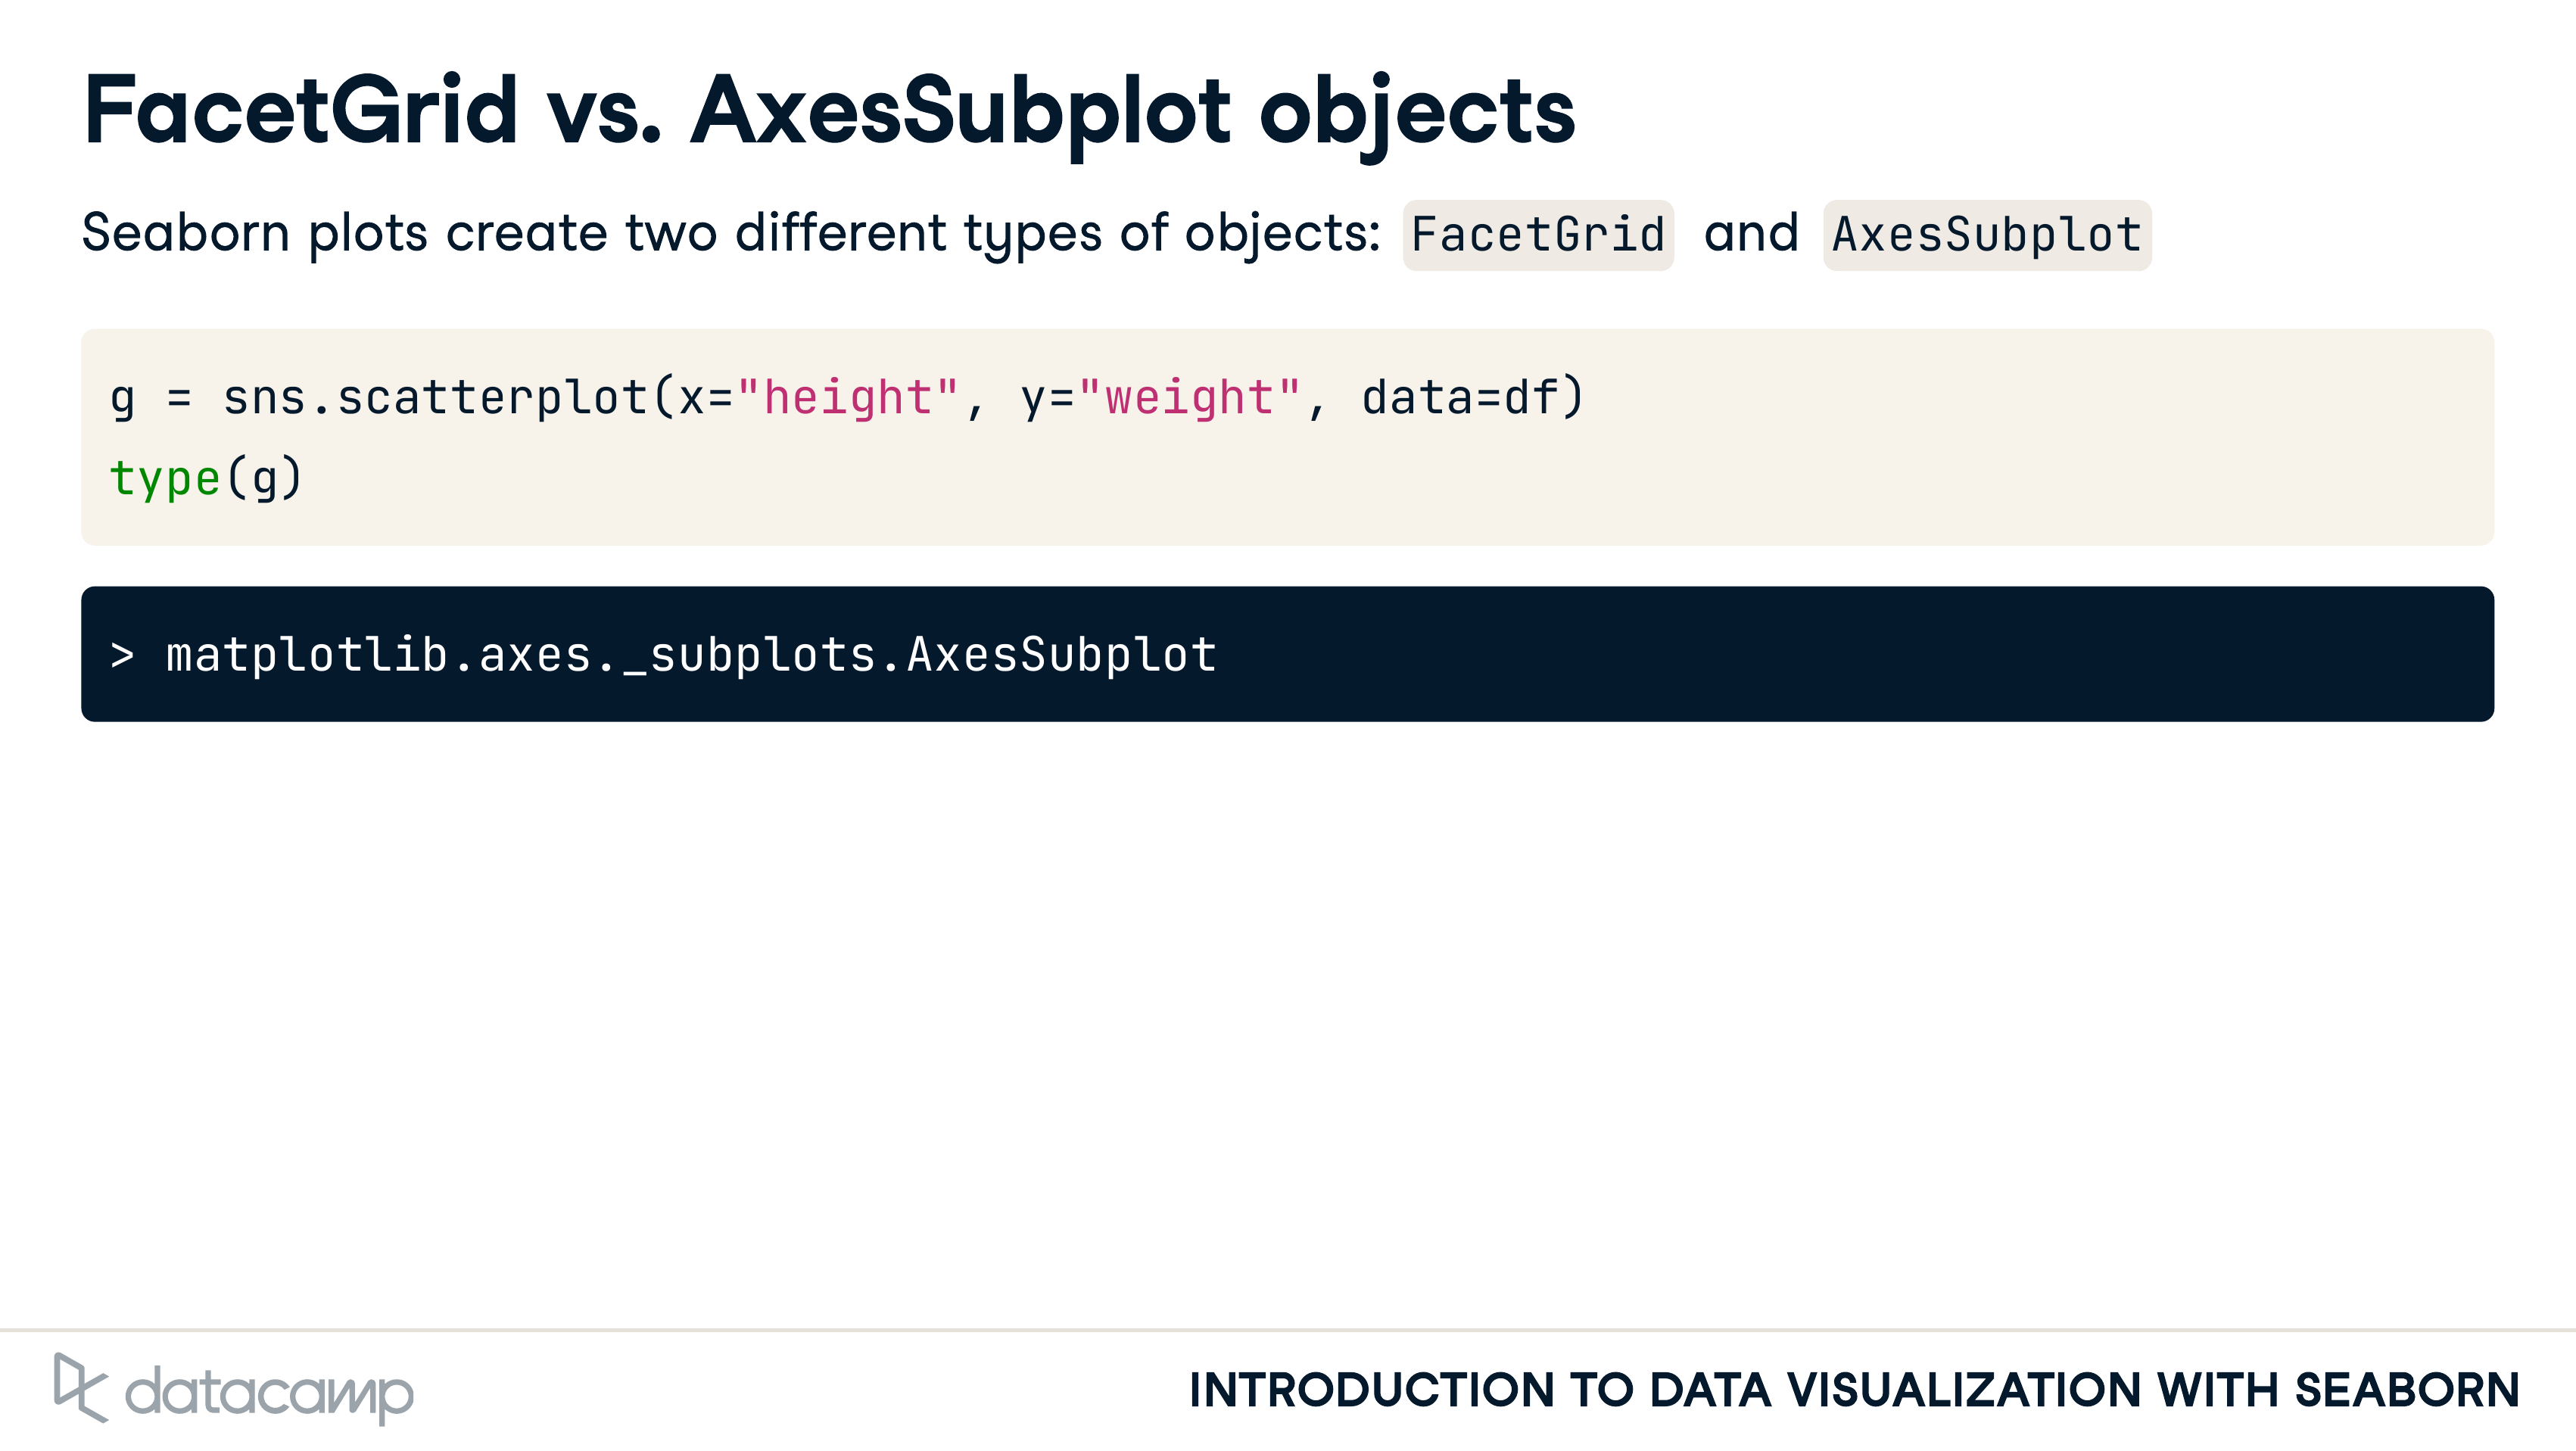 FacetGrid vs. AxesSubplot objects
Seaborn plots create two different types of objects: FacetGrid and AxesSubplot
g = sns.scatterplot(x="height", y="weight", data=df)
type(g)
> matplotlib.axes._subplots.AxesSubplot
datacamp
INTRODUCTION TO DATA VISUALIZATION WITH SEABORN